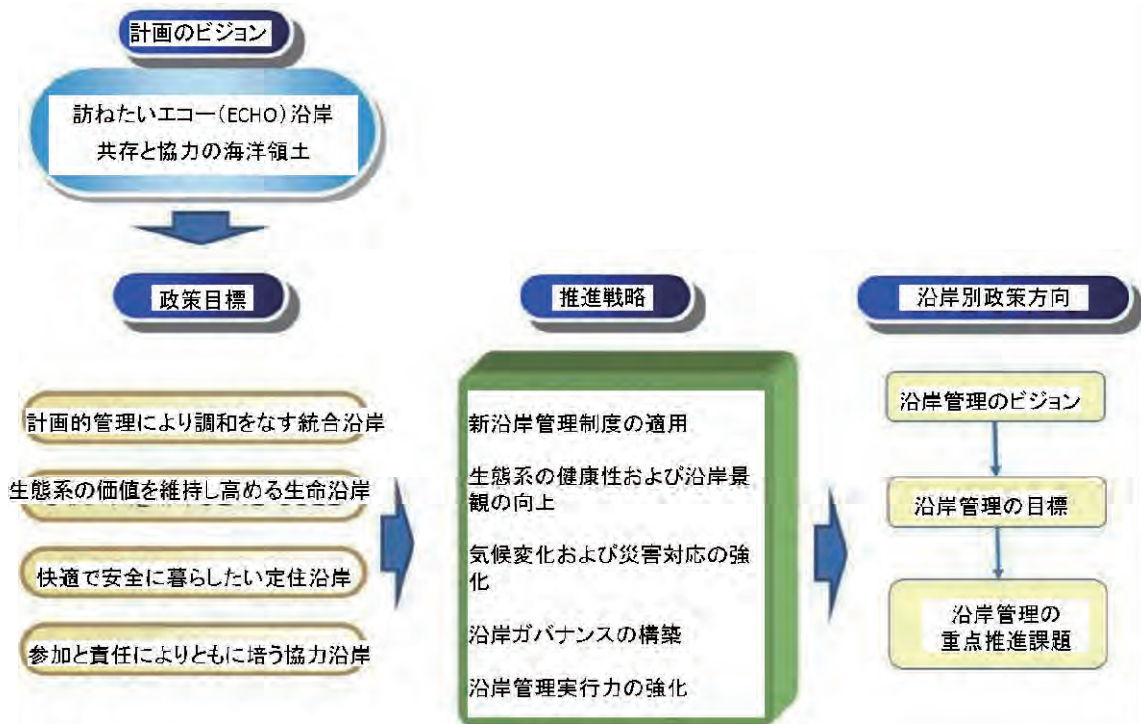 計画のビジョン
訪ねたいエコー(ECHO)沿岸
共存と協力の海洋領土
政策目標
計画的管理により調和をなす統合沿岸
生態系の価値を維持し高める生命沿岸
快適で安全に暮らしたい定住沿岸
参加と責任によりともに培う協力沿岸
推進戦略
新沿岸管理制度の適用
生態系の健康性および沿岸景
観の向上
気候変化および災害対応の強
化
沿岸ガバナンスの構築
沿岸管理実行力の強化
沿岸別政策方向
沿岸管理のビジョン
沿岸管理の目標
沿岸管理の
重点推進課題